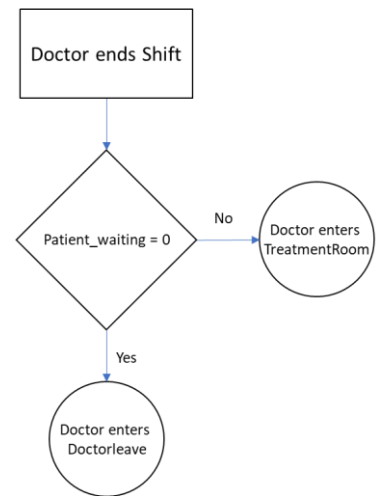 Doctor ends Shift
Patient_waiting = 0
No
Doctor enters
TreatmentRoom
Yes
Doctor enters
Doctorleave